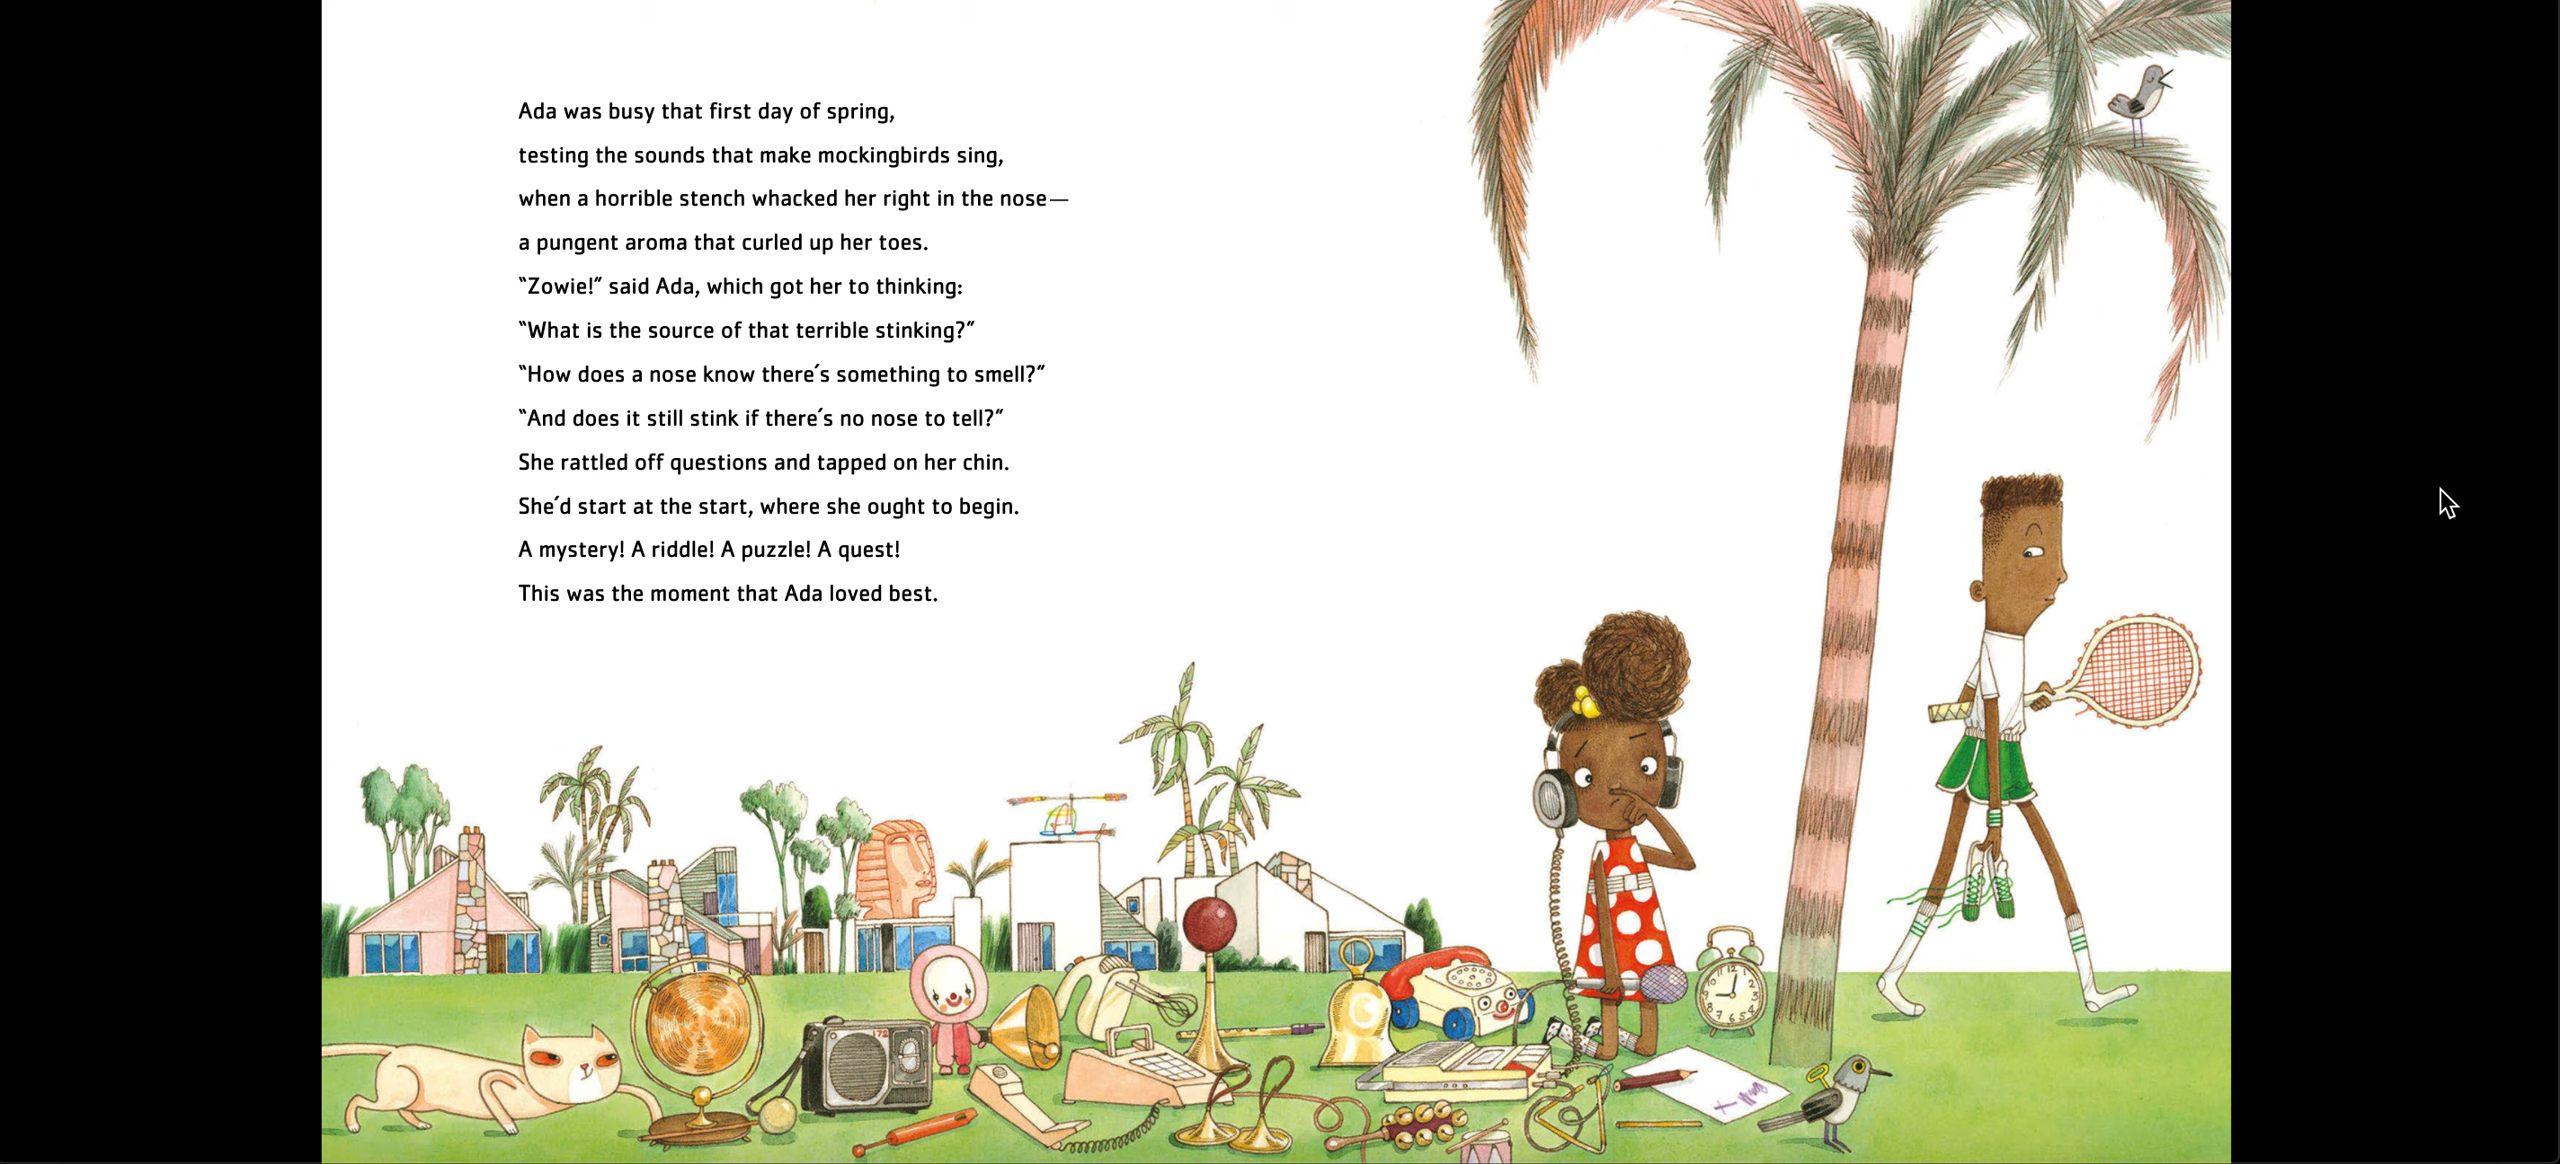 Ada was busy that first day of spring,
testing the sounds that make mockingbirds sing,
when a horrible stench whacked her right in the nose—
a pungent aroma that curled up her toes.
“Zowie!” said Ada, which got her to thinking:
“What is the source of that terrible stinking?”
“How does a nose know there’s something to smell?”
“And does it still stink if there’s no nose to tell?”
She rattled off questions and tapped on her chin.
She’d start at the start, where she ought to begin.
A mystery! A riddle! A puzzle! A quest!
This was the moment that Ada loved best.